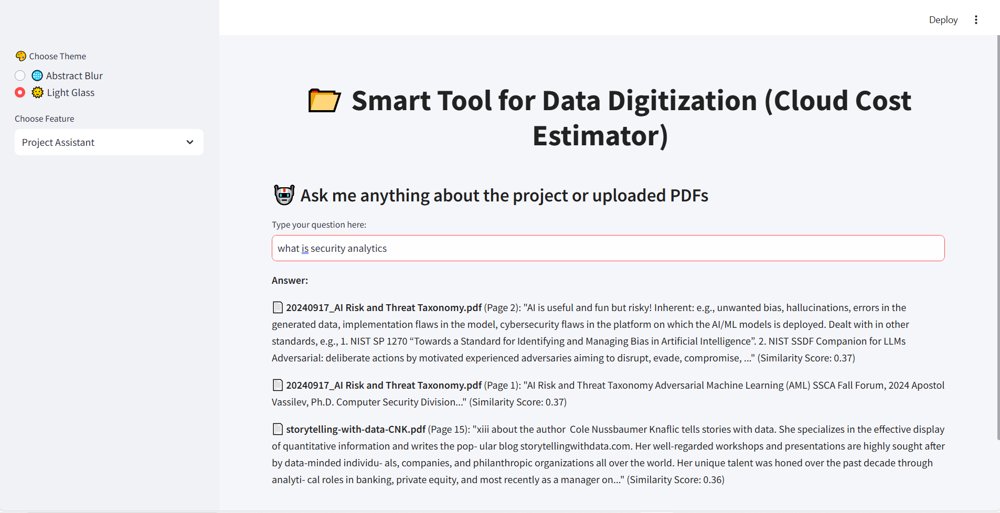 Deploy
Choose Theme
Abstract Blur
Light Glass
Choose Feature
Project Assistant
Smart Tool for Data Digitization (Cloud Cost
Estimator)
Ask me anything about the project or uploaded PDFs
Type your question here:
what is security analytics
Answer:
20240917_AI Risk and Threat Taxonomy.pdf (Page 2): "AI is useful and fun but risky! Inherent: e.g., unwanted bias, hallucinations, errors in the
generated data, implementation flaws in the model, cybersecurity flaws in the platform on which the AI/ML models is deployed. Dealt with in other
standards, e.g., 1. NIST SP 1270 “Towards a Standard for Identifying and Managing Bias in Artificial Intelligence”. 2. NIST SSDF Companion for LLMs
Adversarial: deliberate actions by motivated experienced adversaries aiming to disrupt, evade, compromise, ..." (Similarity Score: 0.37)
20240917_AI Risk and Threat Taxonomy.pdf (Page 1): "AI Risk and Threat Taxonomy Adversarial Machine Learning (AML) SSCA Fall Forum, 2024 Apostol
Vassilev, Ph.D. Computer Security Division..." (Similarity Score: 0.37)
storytelling-with-data-CNK.pdf (Page 15): "xiii about the author Cole Nussbaumer Knaflic tells stories with data. She specializes in the effective display
of quantitative information and writes the pop- ular blog storytellingwithdata.com. Her well-regarded workshops and presentations are highly sought after
by data-minded individu- als, companies, and philanthropic organizations all over the world. Her unique talent was honed over the past decade through
analyti- cal roles in banking, private equity, and most recently as a manager on..." (Similarity Score: 0.36)